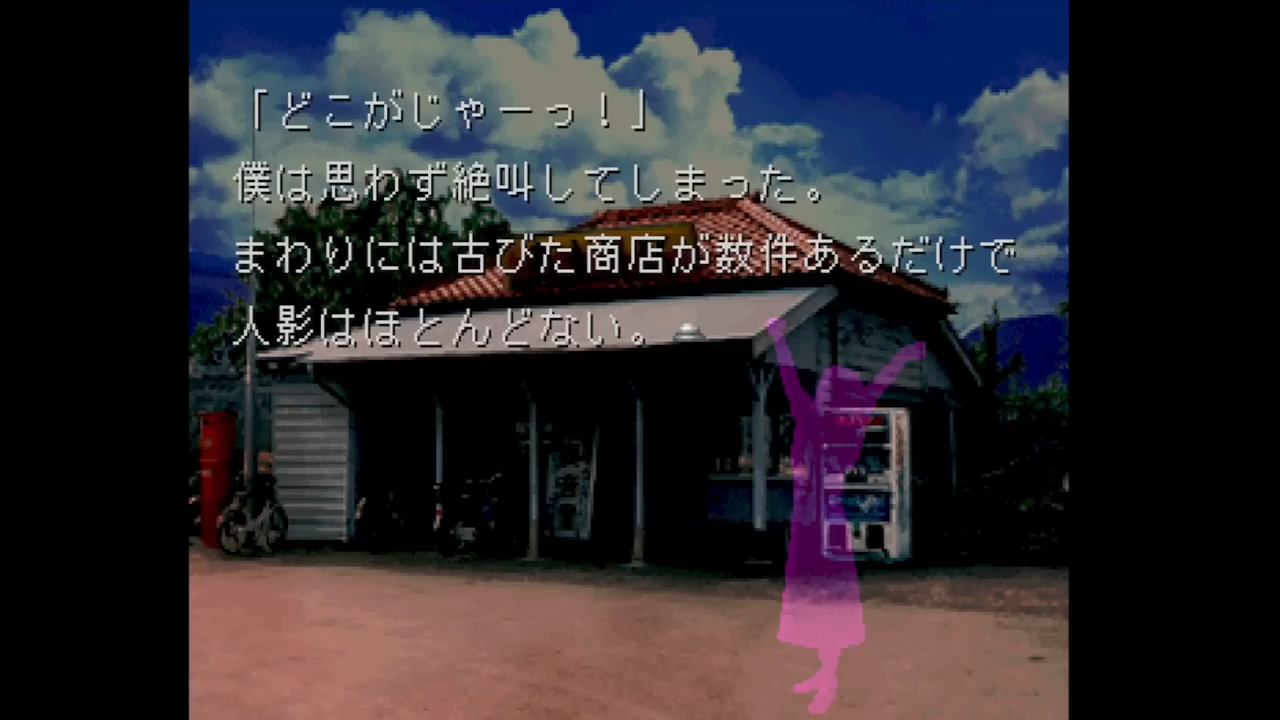 「どこがじゃーっ！」
僕は思わず絶叫してしまった。
まわりには古びた商店が数件あるだけで
人影はほとんどない。